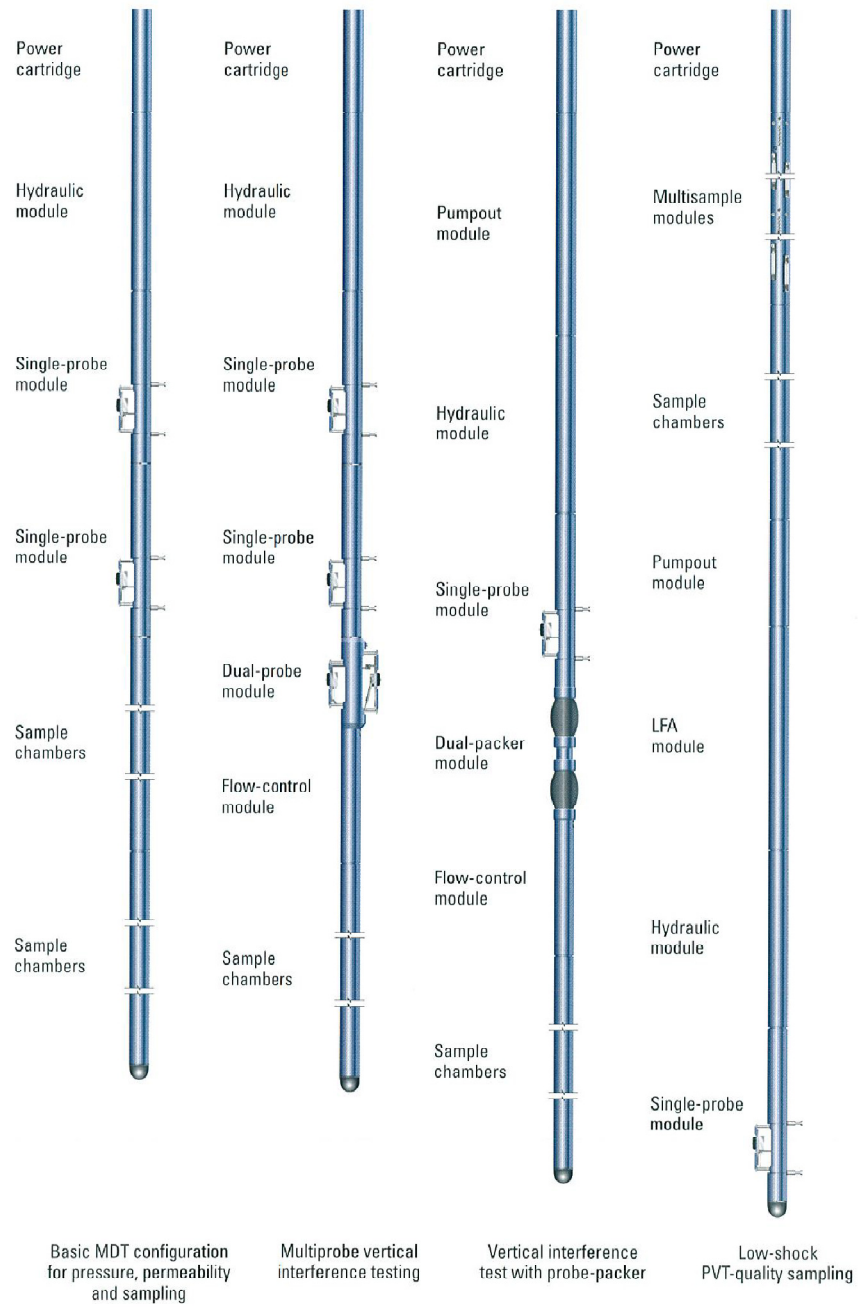 Power
cartridge
Hydraulic
module
Single-probe
module
Single-probe
module
Sample
chambers
Sample
chambers
Basic MDT configuration
for pressure, permeability
and sampling
Power
cartridge
Hydraulic
module
Single-probe
module
Single-probe
module
Dual-probe
module
Flow-control
module
Sample
chambers
Multiprobe vertical
interference testing
Power
cartridge
Pumpout
module
Hydraulic
module
Single-probe
module
Dual-packer
module
Flow-control
module
Sample
chambers
Vertical interference
test with probe-packer
Power
cartridge
Multisample
modules
Sample
chambers
Pumpout
module
LFA
module
Hydraulic
module
Single-probe
module
Low-shock
PVT-quality sampling